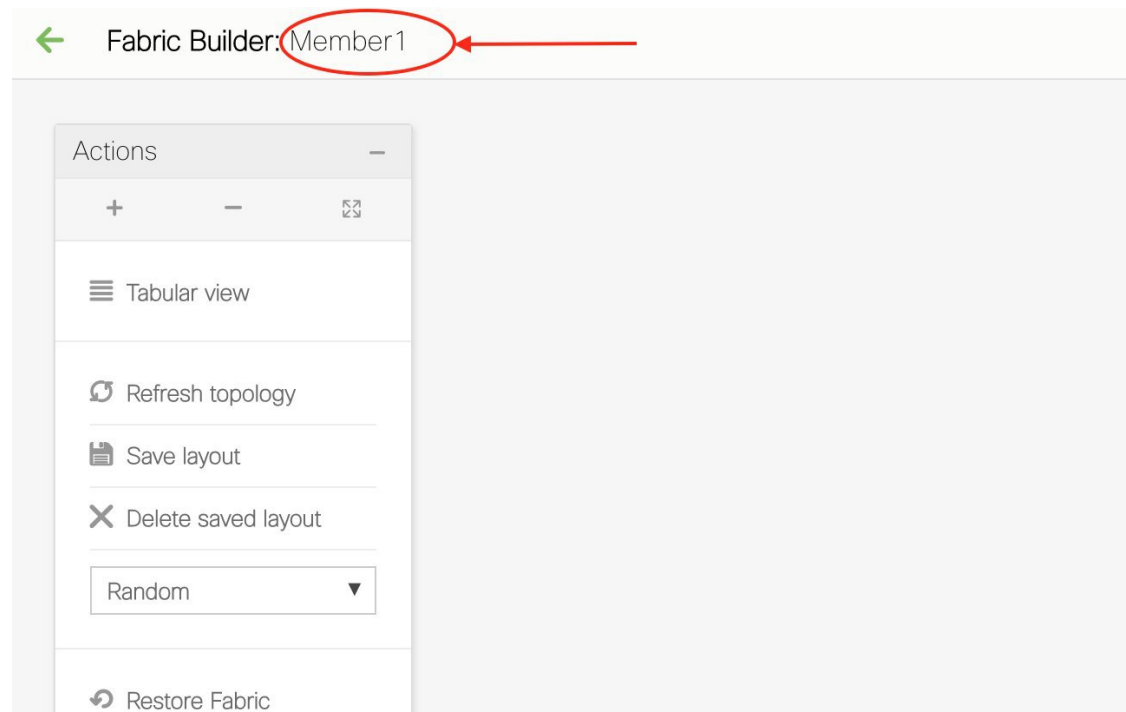 Fabric Builder: Member1
Actions
Tabular view
Refresh topology
Save layout
Delete saved layout
Random
Restore Fabric